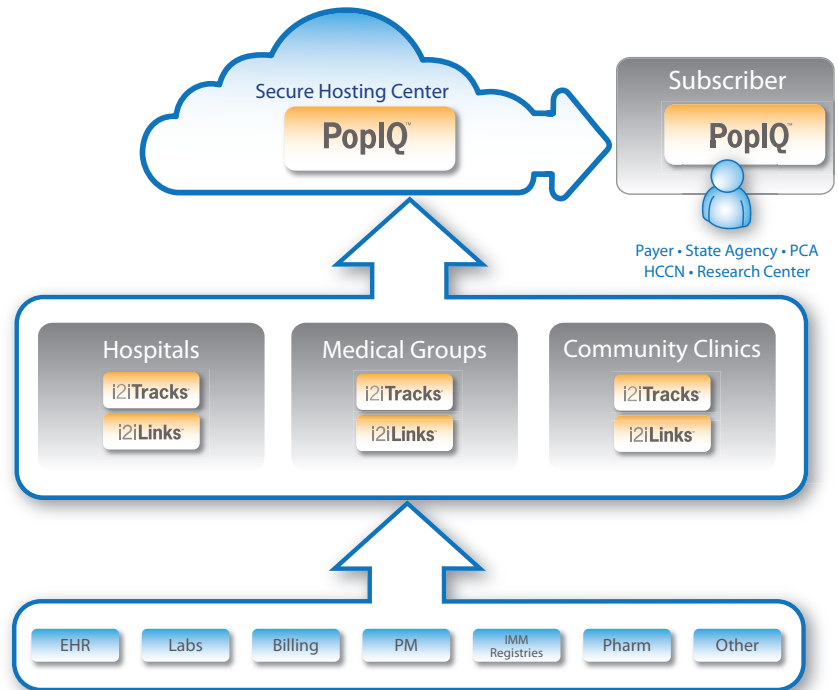 Secure Hosting Center
PopIQ™
Subscriber
PopIQ™
Payer • State Agency • PCA
HCCN • Research Center
Hospitals
i2iTracks
i2iLinks
Medical Groups
i2iTracks
i2iLinks
Community Clinics
i2iTracks
i2iLinks
EHR
Labs
Billing
PM
IMM
Registries
Pharm
Other